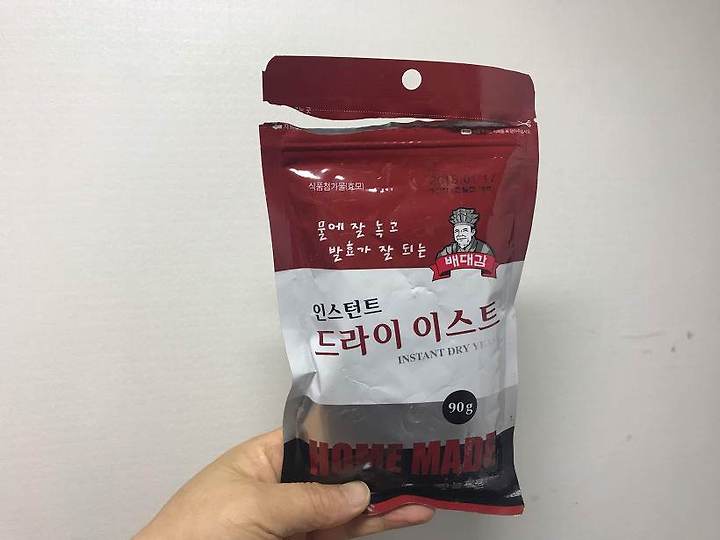 식품첨가물(효모)
물에 잘 녹고
발효가 잘 되는
배대감
인스턴트
드라이 이스트
INSTANT DRY
90g
HOME MADE